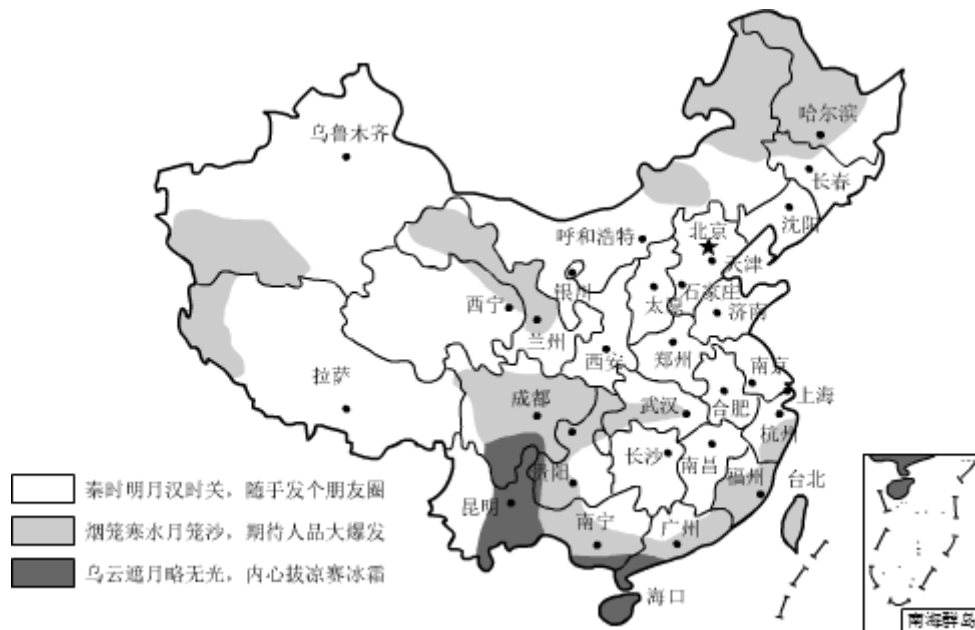 哈尔滨
乌鲁木齐
长春
沈阳
北京
呼和浩特
天津
银川
石家庄
太原
西宁
济南
兰州
西安
郑州
南京
拉萨
成都
武汉
合肥
上海
杭州
长沙
南昌
贵阳
福州
台北
昆明
南宁
广州
海口
秦时明月汉时关，随手发个朋友圈
烟笼寒水月笼沙，期待人品大爆发
乌云遮月略无光，内心拔凉赛冰霜
南海群岛